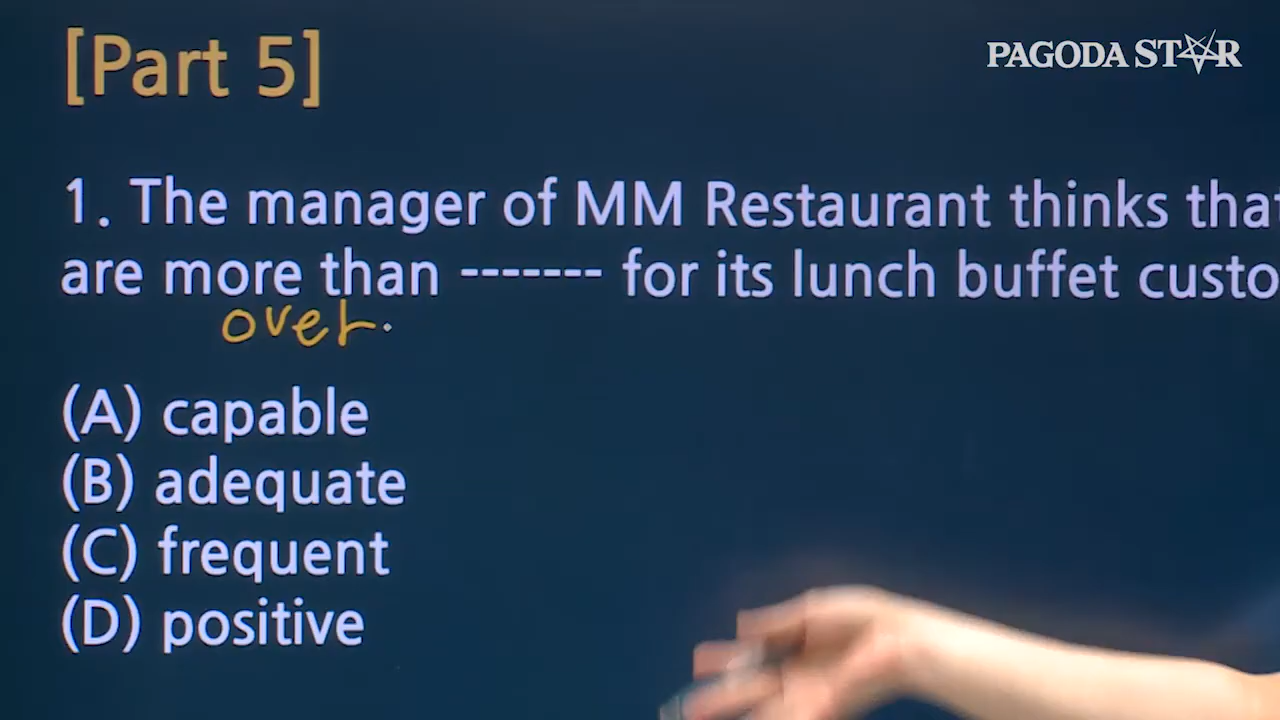 [Part 5]
PAGODA STAR
1. The manager of MM Restaurant thinks tha
are more than ------- for its lunch buffet custo
over.
(A) capable
(B) adequate
(C) frequent
(D) positive